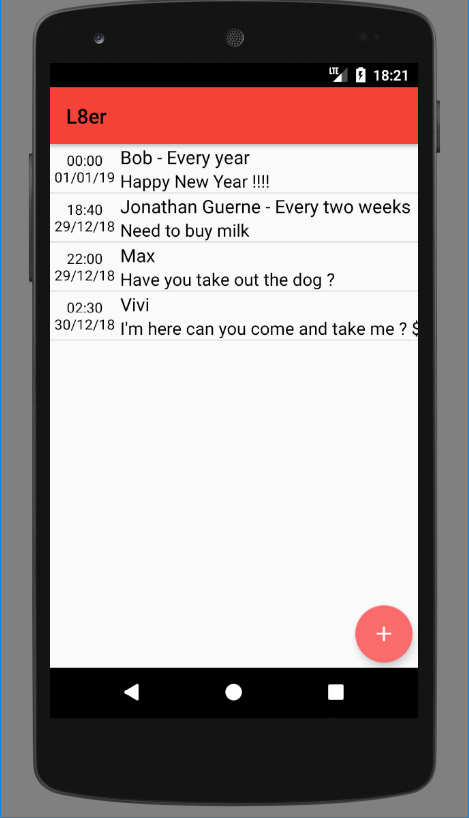 LTE 18:21
L8er
00:00 Bob - Every year
01/01/19 Happy New Year !!!!
18:40 Jonathan Guerne - Every two weeks
29/12/18 Need to buy milk
22:00 Max
29/12/18 Have you take out the dog ?
02:30 Vivi
30/12/18 I'm here can you come and take me ? $
+